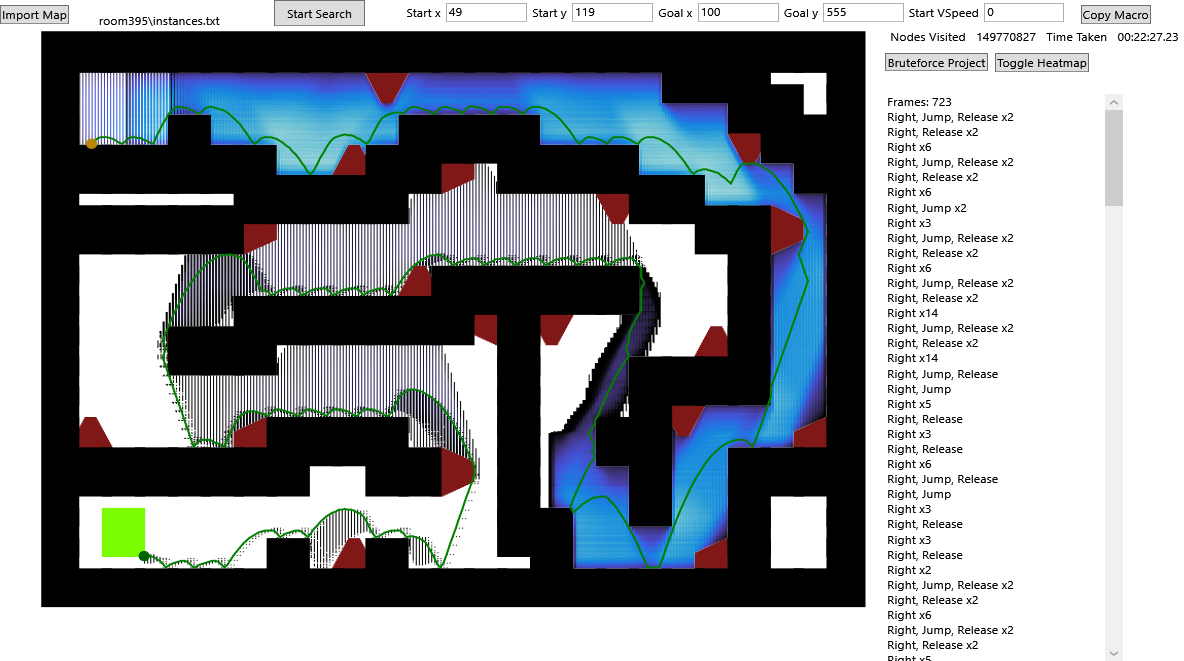 Import Map
room395\instances.txt
Start Search
Start x 49 Start y 119 Goal x 100 Goal y 555 Start VSpeed 0
Copy Macro
Nodes Visited 149770827 Time Taken 00:22:27.23
Bruteforce Project Toggle Heatmap
Frames: 723
Right, Jump, Release x2
Right, Release x2
Right x6
Right, Jump, Release x2
Right, Release x2
Right x6
Right, Jump x2
Right x3
Right, Jump, Release x2
Right, Release x2
Right x6
Right, Jump, Release x2
Right, Release x2
Right x14
Right, Jump, Release x2
Right, Release x2
Right x14
Right, Jump, Release
Right, Jump
Right x5
Right, Release
Right x3
Right, Release
Right x6
Right, Jump, Release
Right, Jump
Right x3
Right, Release
Right x3
Right, Release
Right x2
Right, Jump, Release x2
Right, Release x2
Right x6
Right, Jump, Release x2
Right, Release x2
Right x5